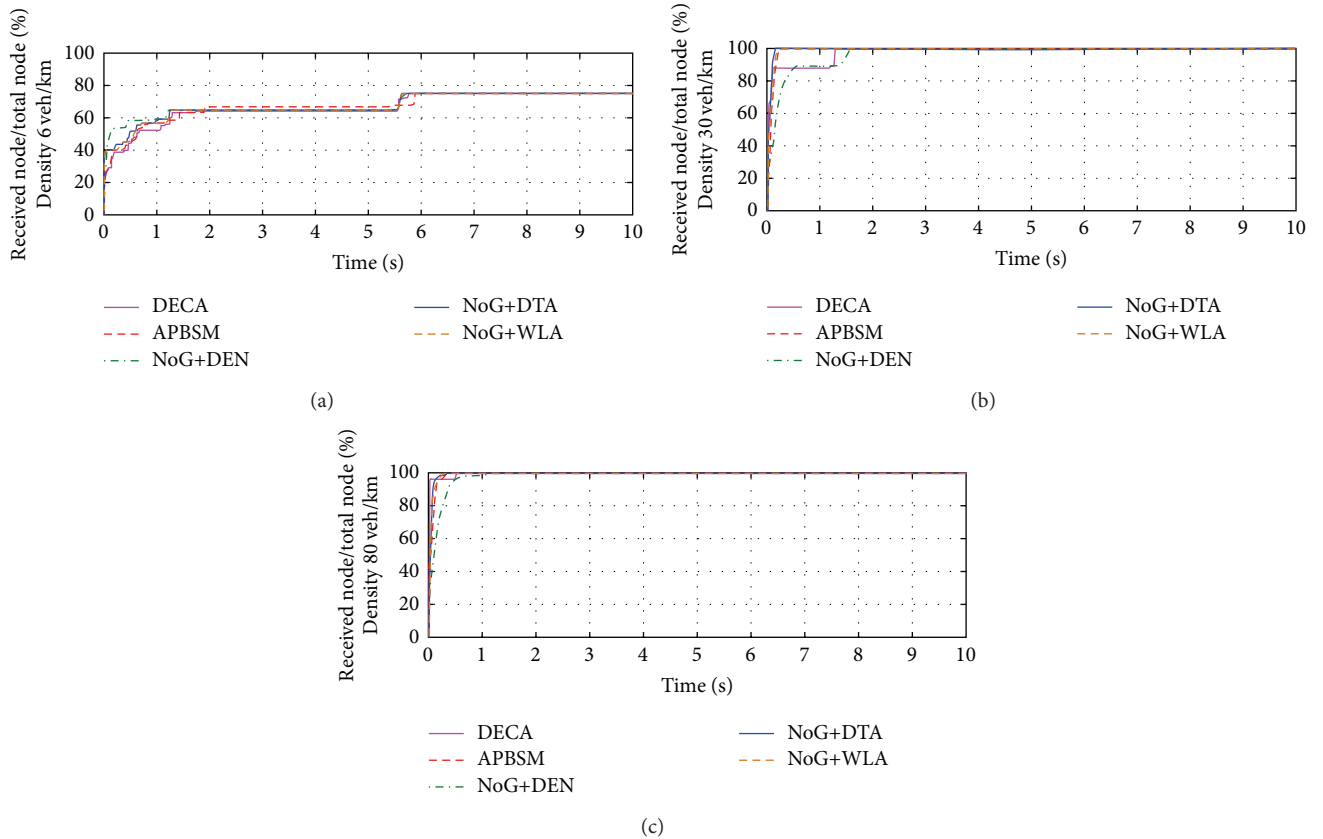 Received node/total node (%)
Density 6 veh/km
100
80
60
40
20
0
0 1 2 3 4 5 6 7 8 9 10
Time (s)
DECA
APBSM
NoG+DEN
NoG+DTA
NoG+WLA
(a)
Received node/total node (%)
Density 30 veh/km
100
80
60
40
20
0
0 1 2 3 4 5 6 7 8 9 10
Time (s)
DECA
APBSM
NoG+DEN
NoG+DTA
NoG+WLA
(b)
Received node/total node (%)
Density 80 veh/km
100
80
60
40
20
0
0 1 2 3 4 5 6 7 8 9 10
Time (s)
DECA
APBSM
NoG+DEN
NoG+DTA
NoG+WLA
(c)